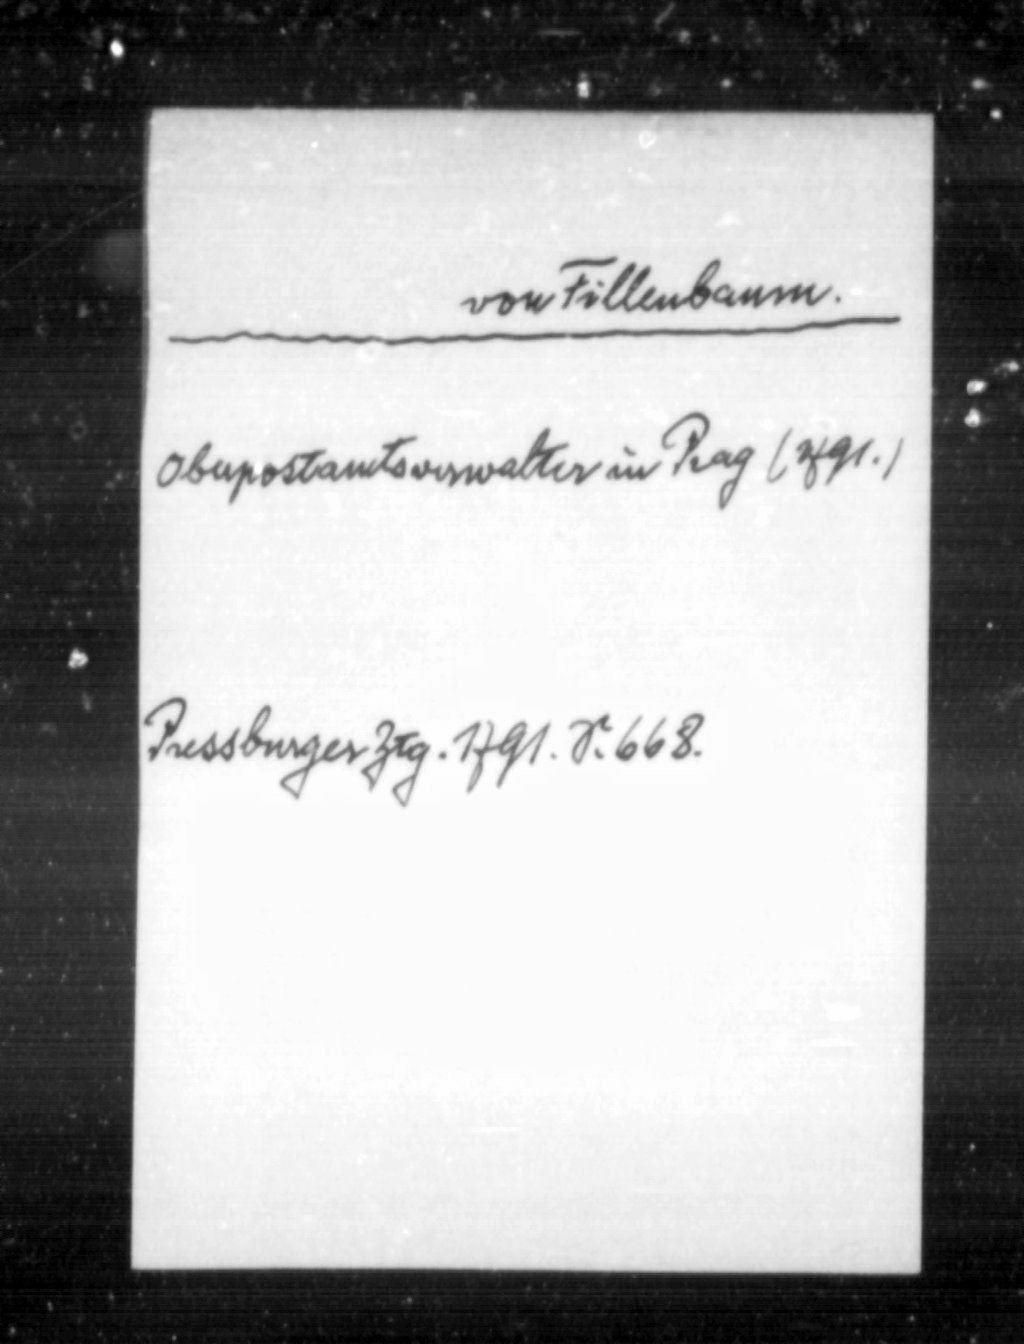 von Fillenbaum.
Oberpostamtsverwalter in Prag (1791.)
Pressburger Ztg. 1791. S. 668.